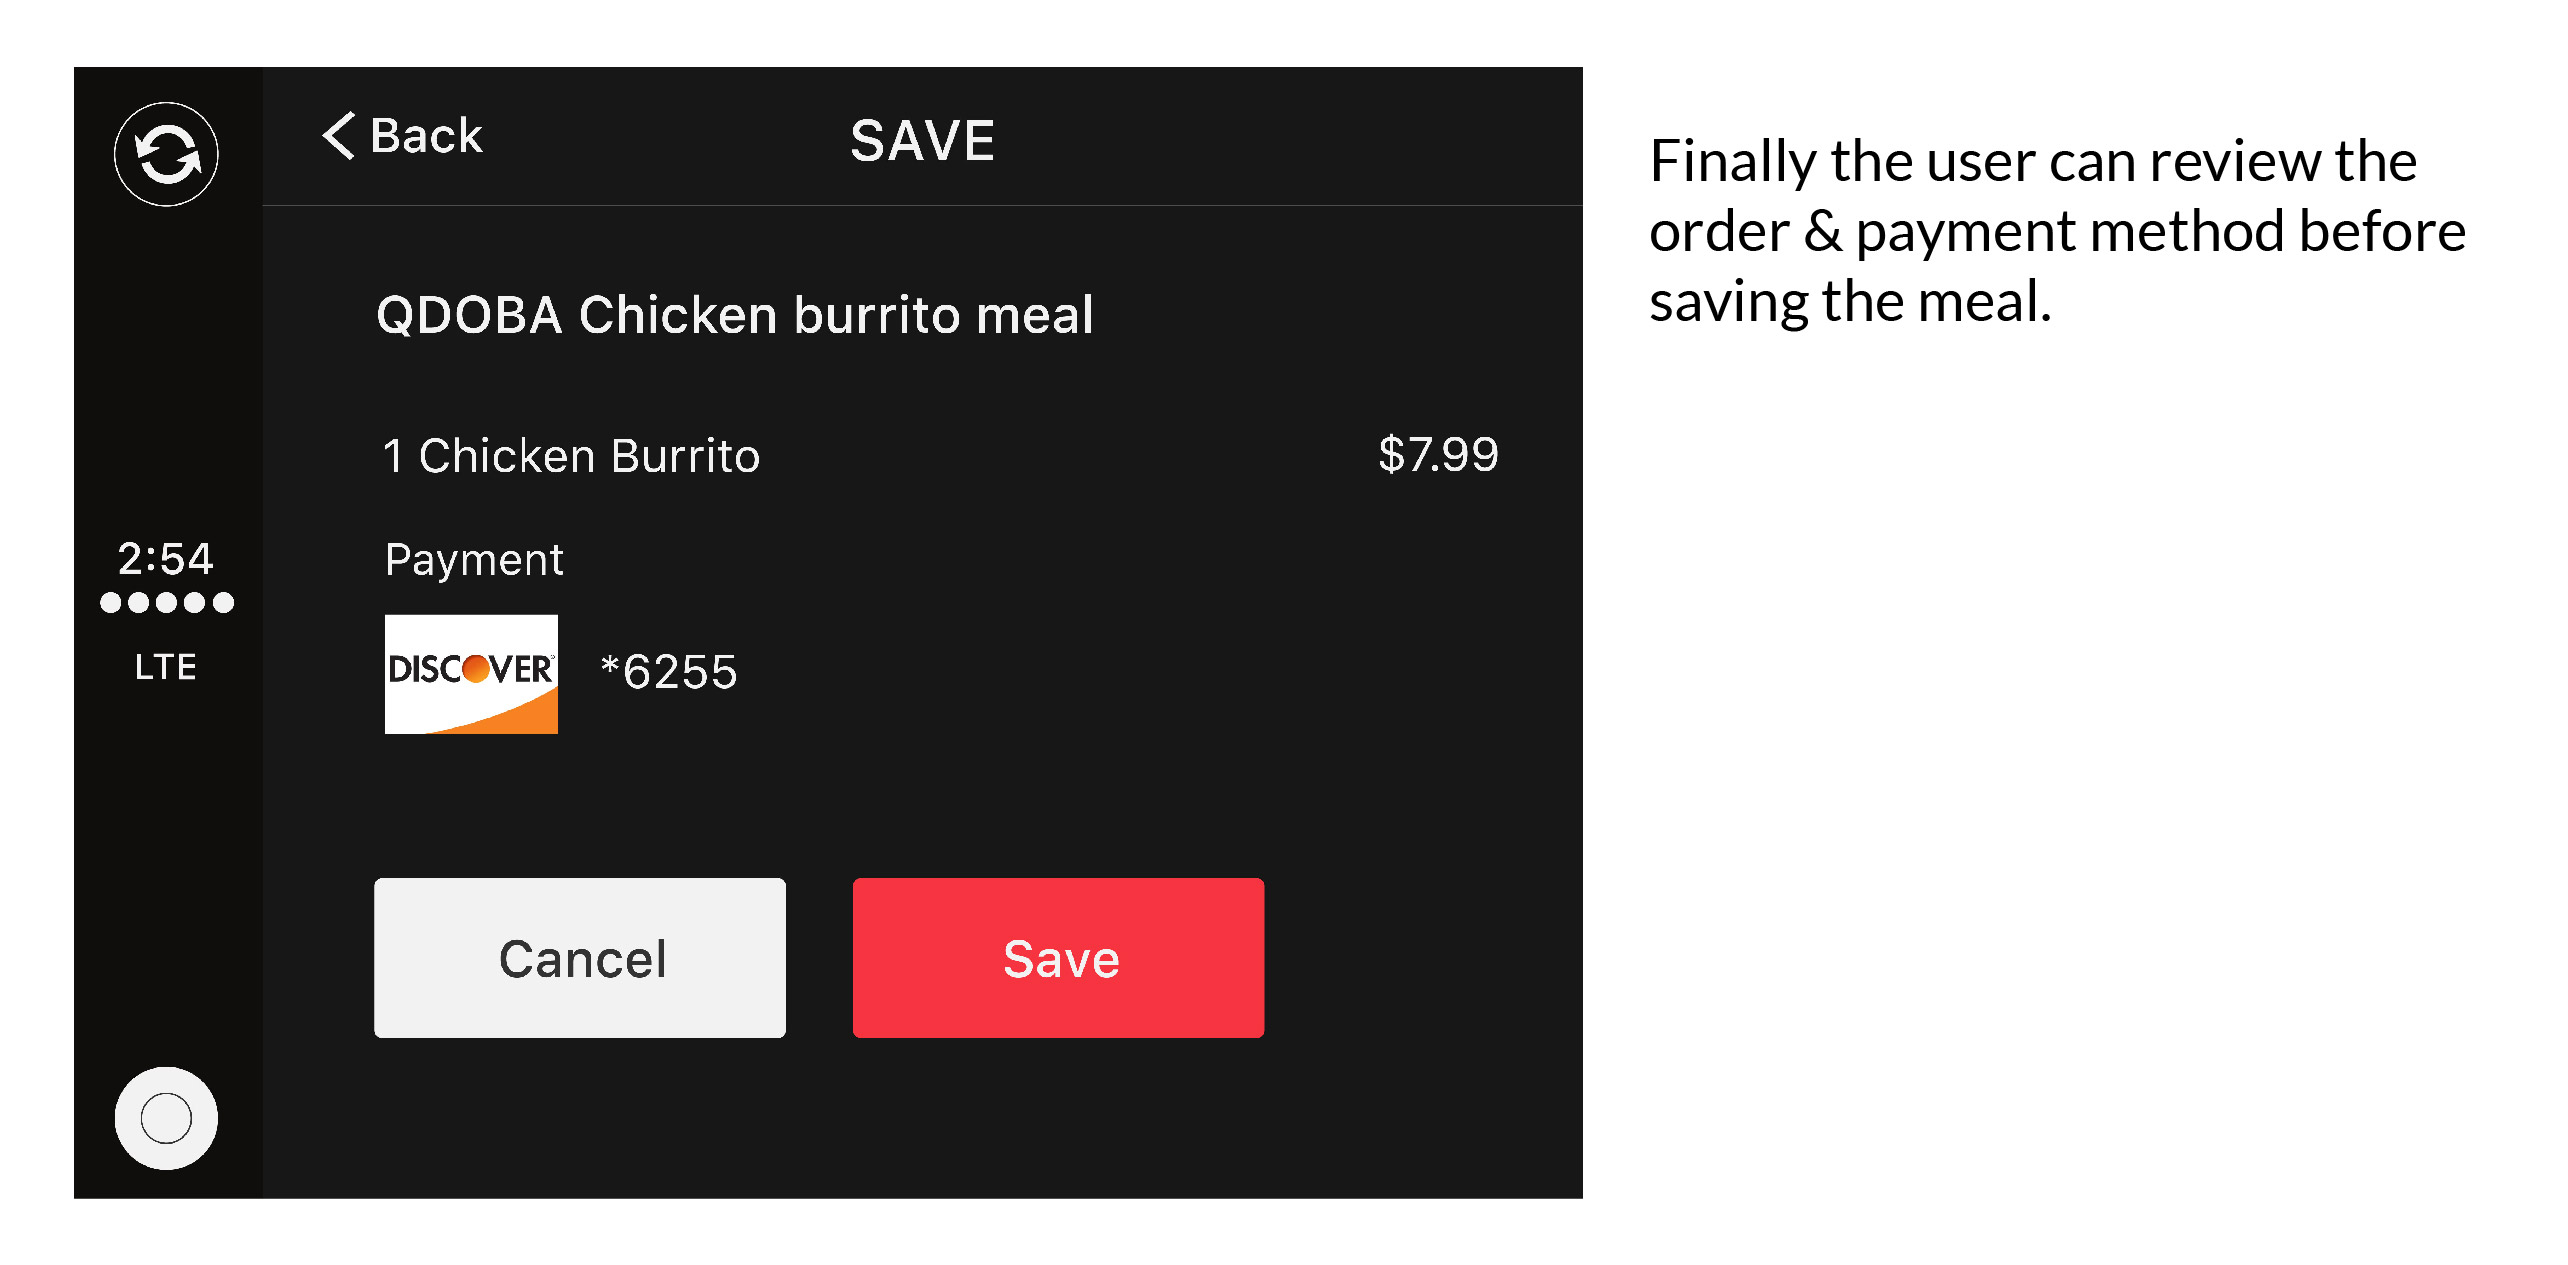 Back
SAVE
QDOBA Chicken burrito meal
1 Chicken Burrito $7.99
Payment
DISCOVER *6255
Cancel
Save
2:54
LTE
Finally the user can review the
order & payment method before
saving the meal.